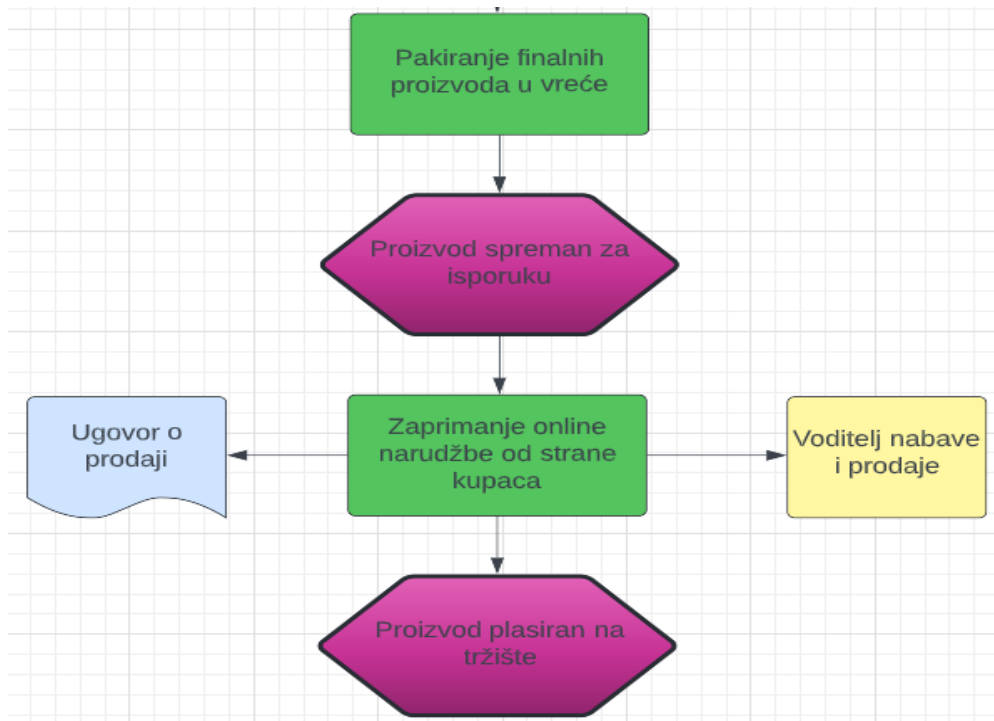 Pakiranje finalnih
proizvoda u vreće
Proizvod spreman za
isporuku
Ugovor o
prodaji
Zaprimanje online
narudžbe od strane
kupaca
Voditelj nabave
i prodaje
Proizvod plasiran na
tržište